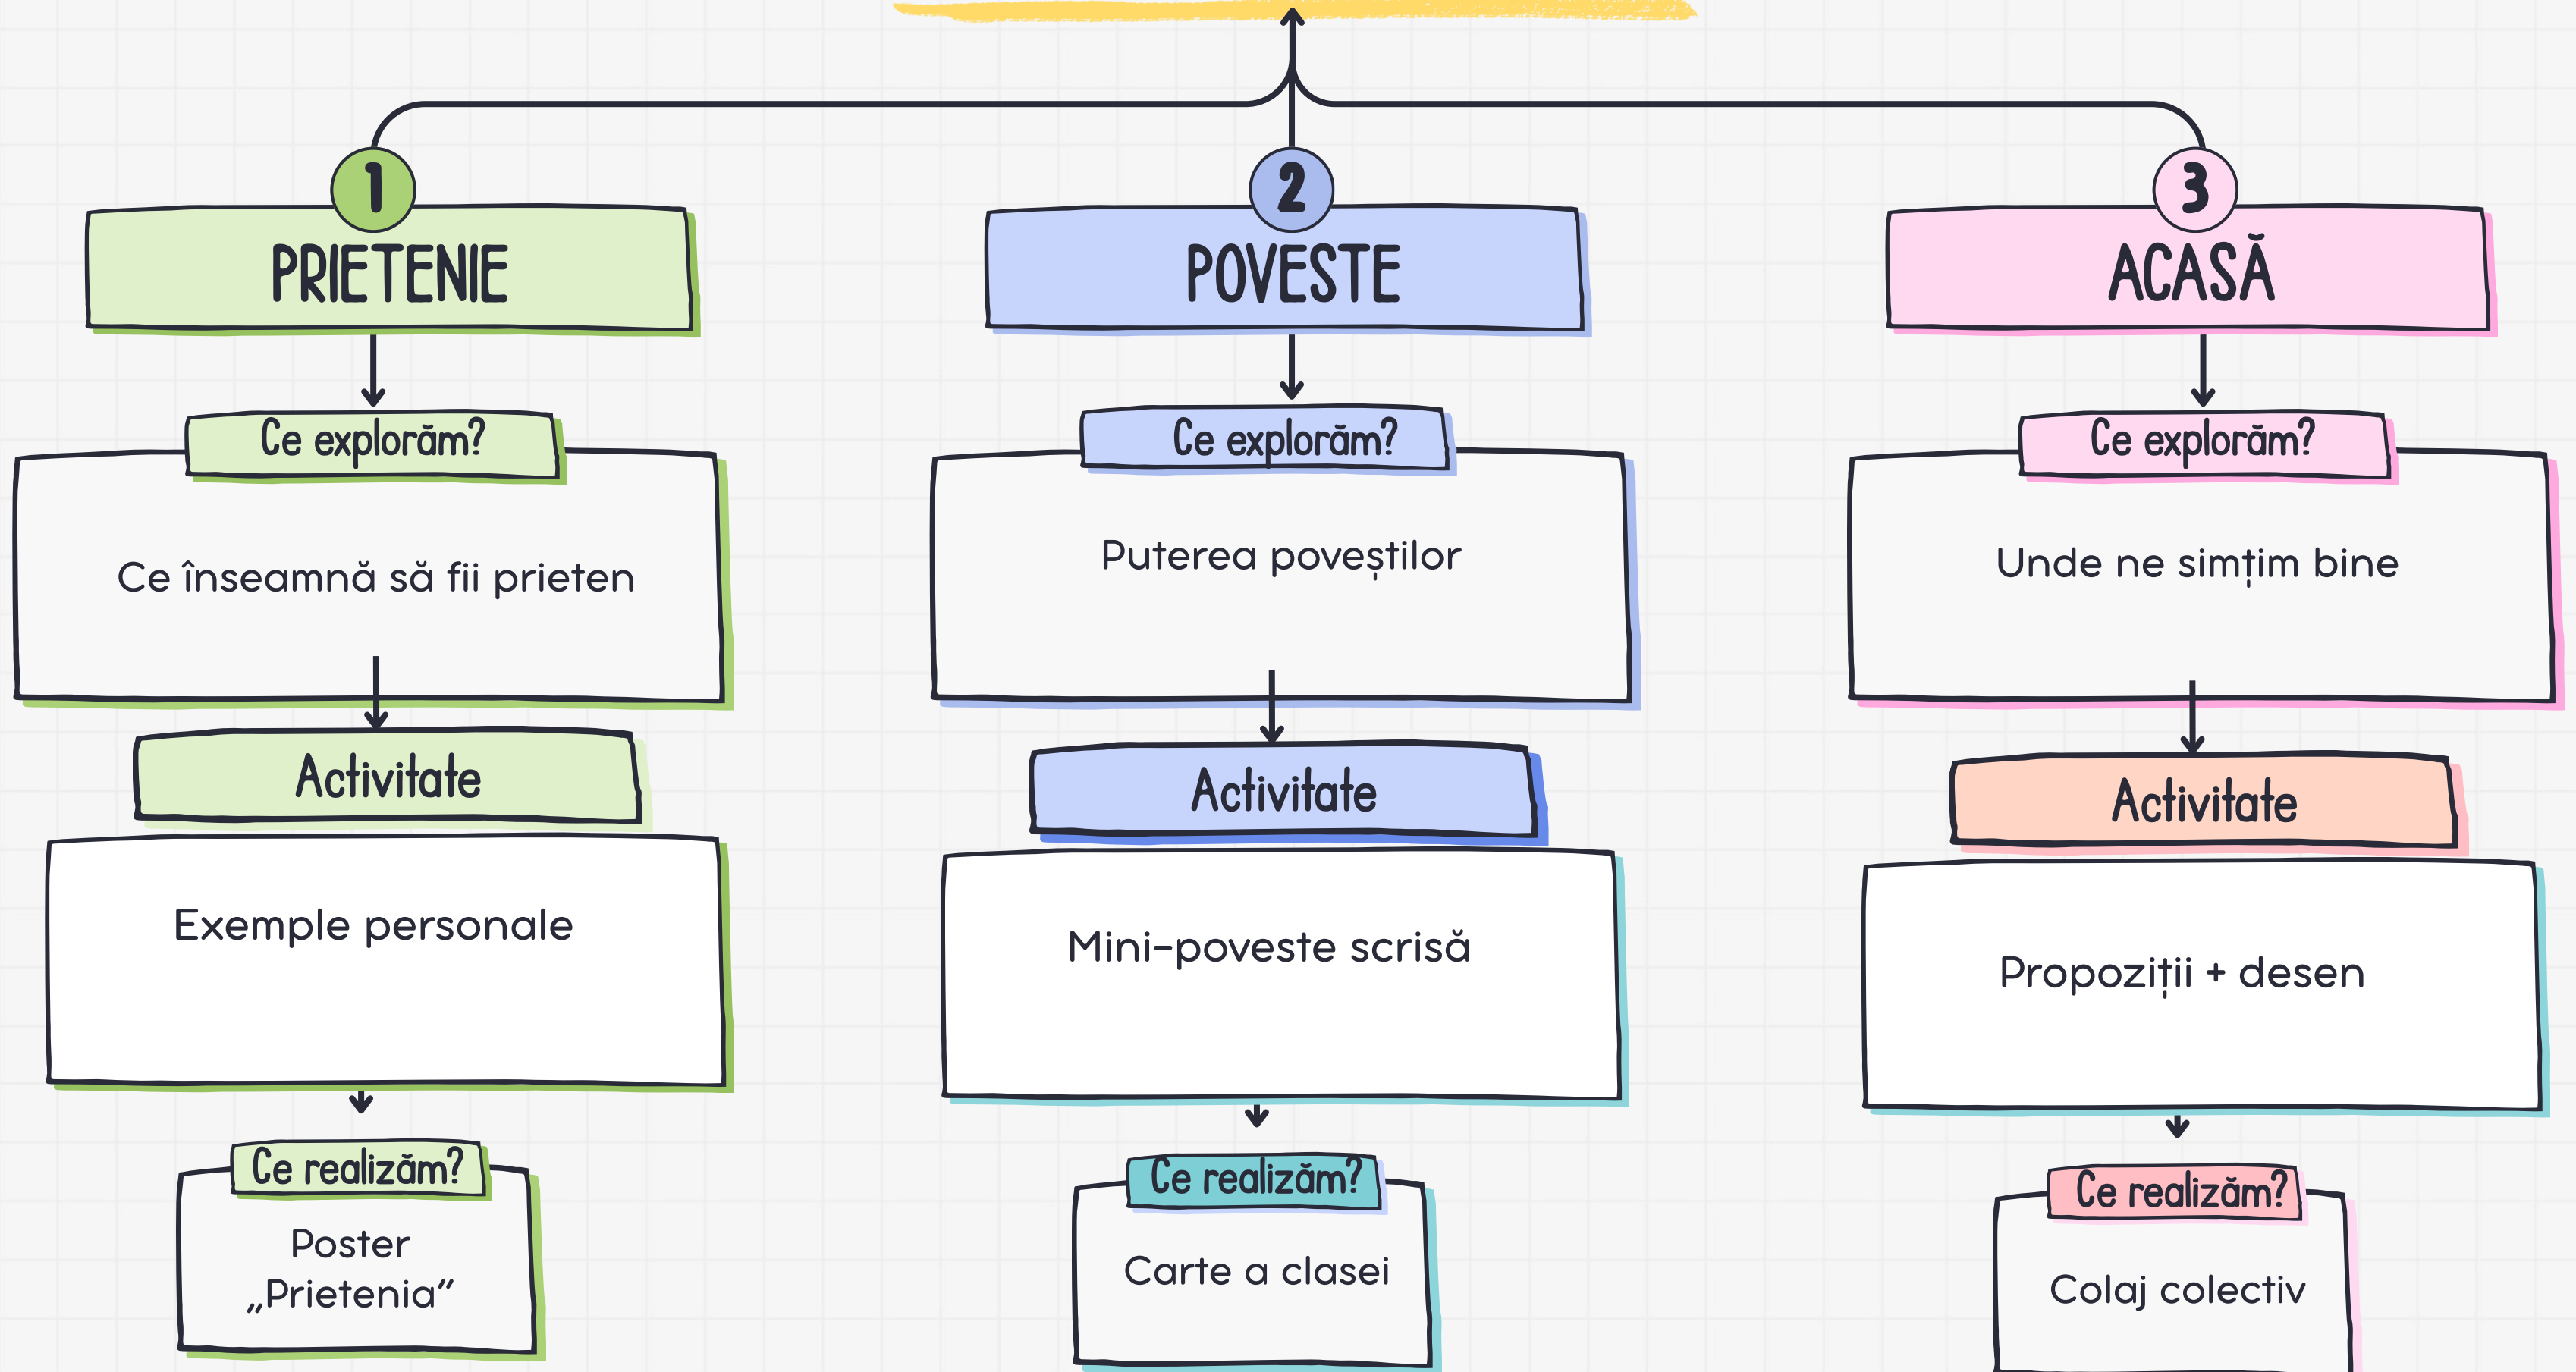 1
PRIETENIE
Ce explorăm?
Ce înseamnă să fii prieten
Activitate
Exemple personale
Ce realizăm?
Poster
„Prietenia”
2
POVESTE
Ce explorăm?
Puterea poveștilor
Activitate
Mini-poveste scrisă
Ce realizăm?
Carte a clasei
3
ACASĂ
Ce explorăm?
Unde ne simțim bine
Activitate
Propoziții + desen
Ce realizăm?
Colaj colectiv